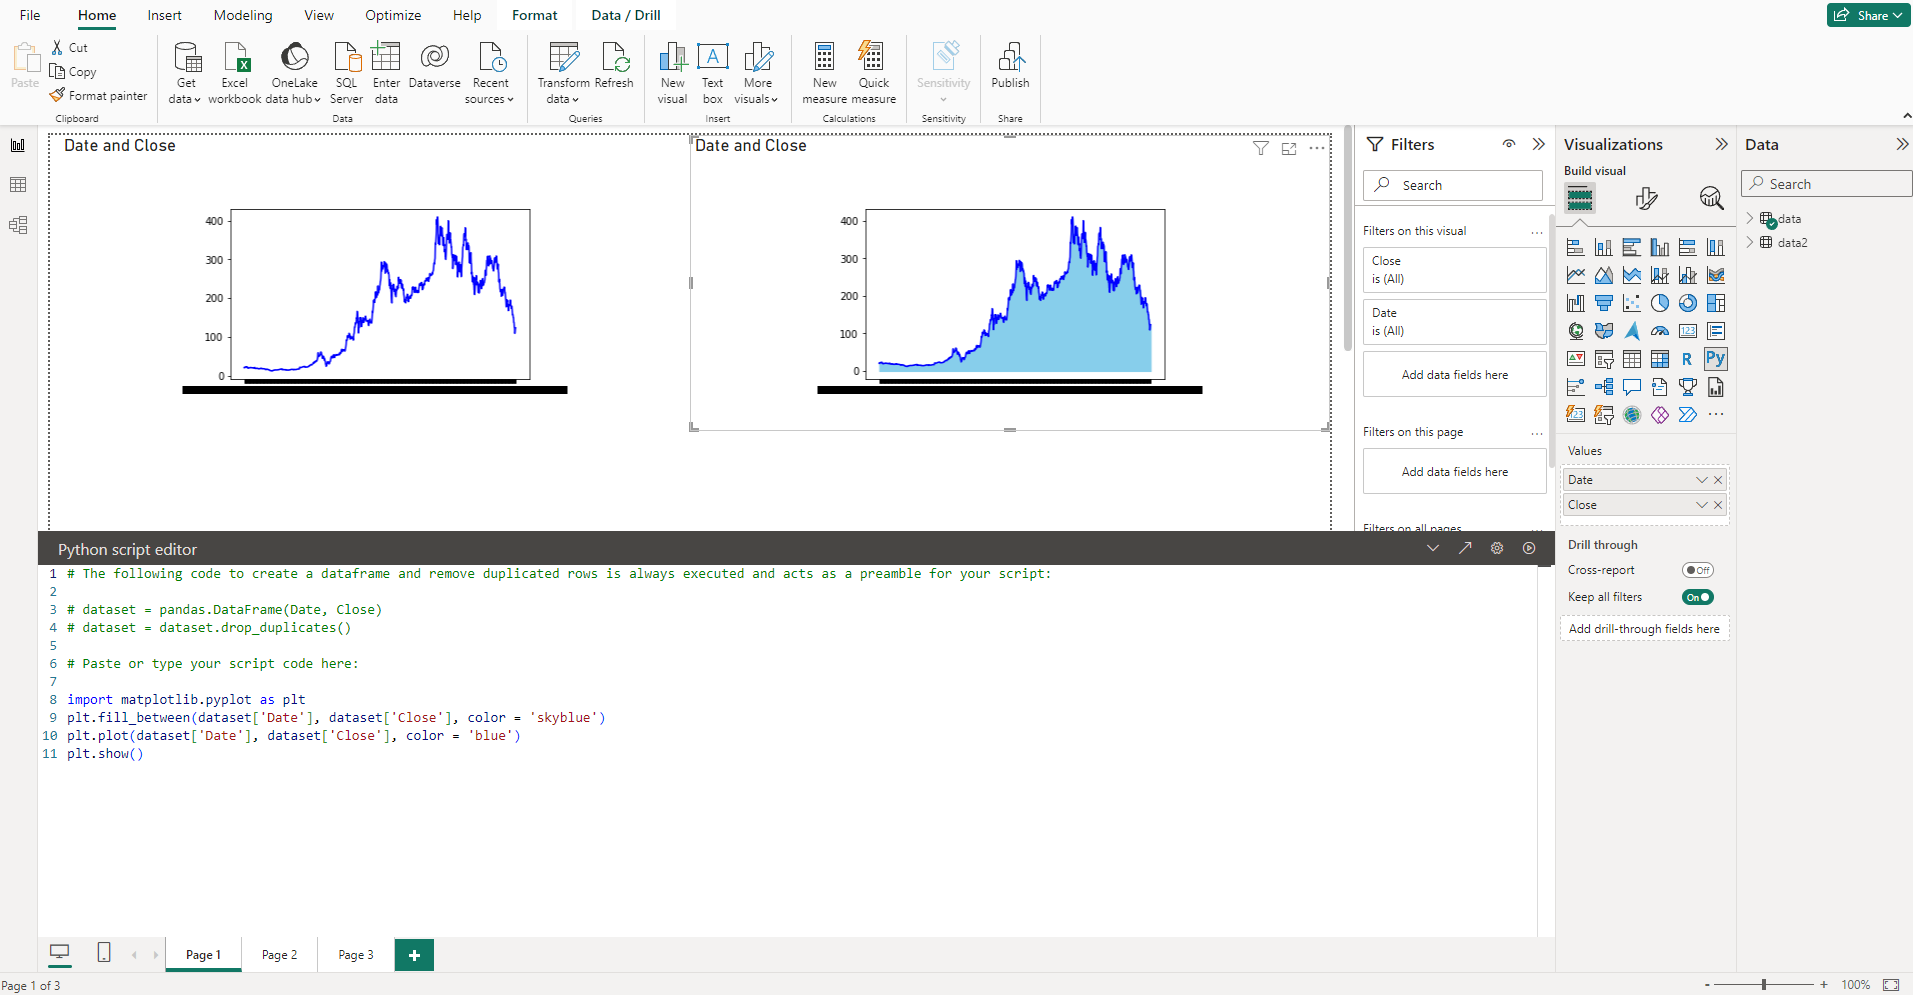 File Home Insert Modeling View Optimize Help Format Data / Drill Share
Paste
Cut
Copy
Format painter
Clipboard
Get data
Excel workbook
OneLake data hub
SQL Server
Enter data
Dataverse
Recent sources
Data
Transform data
Refresh
Queries
New visual
Text box
More visuals
Insert
New measure
Quick measure
Calculations
Sensitivity
Sensitivity
Publish
Share
Date and Close
400
300
200
100
0
Date and Close
400
300
200
100
0
Filters
Search
Filters on this visual
Close
is (All)
Date
is (All)
Add data fields here
Filters on this page
Add data fields here
Filters on all pages
Visualizations
Build visual
123
R
Py
123
Values
Date
Close
Drill through
Cross-report Off
Keep all filters On
Add drill-through fields here
Data
Search
data
data2
Python script editor
1 # The following code to create a dataframe and remove duplicated rows is always executed and acts as a preamble for your script:
2
3 # dataset = pandas.DataFrame(Date, Close)
4 # dataset = dataset.drop_duplicates()
5
6 # Paste or type your script code here:
7
8 import matplotlib.pyplot as plt
9 plt.fill_between(dataset['Date'], dataset['Close'], color = 'skyblue')
10 plt.plot(dataset['Date'], dataset['Close'], color = 'blue')
11 plt.show()
Page 1 Page 2 Page 3 +
Page 1 of 3
- + 100%